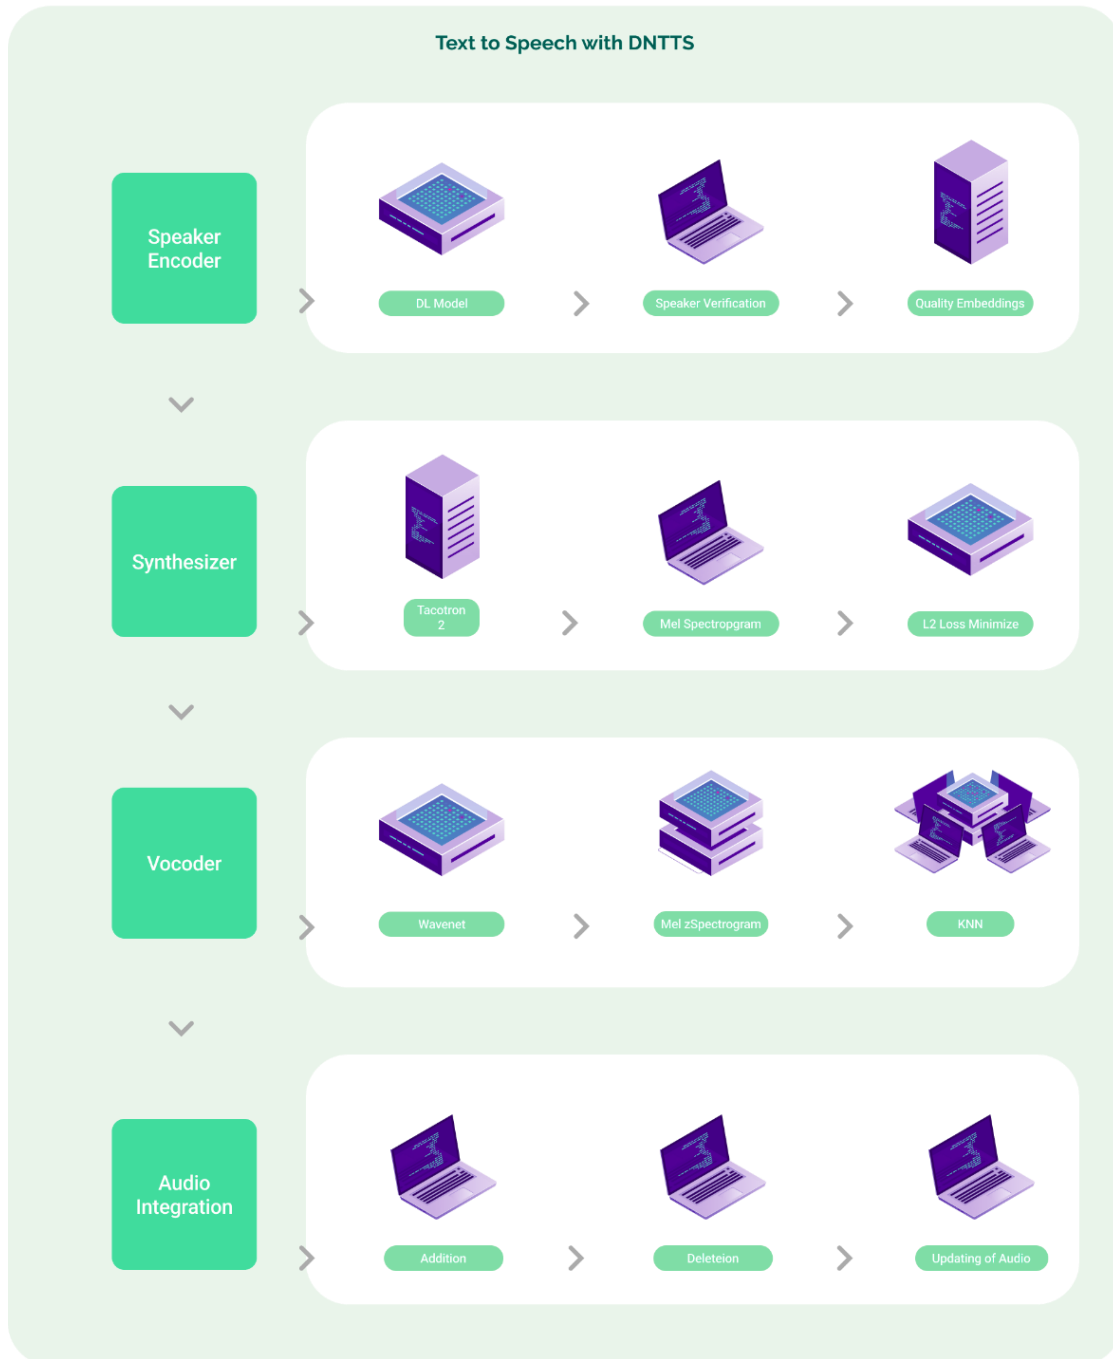 Text to Speech with DNTTS
Speaker
Encoder
DL Model
Speaker Verification
Quality Embeddings
Synthesizer
Tacotron
2
Mel Spectropgram
L2 Loss Minimize
Vocoder
Wavenet
Mel zSpectrogram
KNN
Audio
Integration
Addition
Deleteion
Updating of Audio